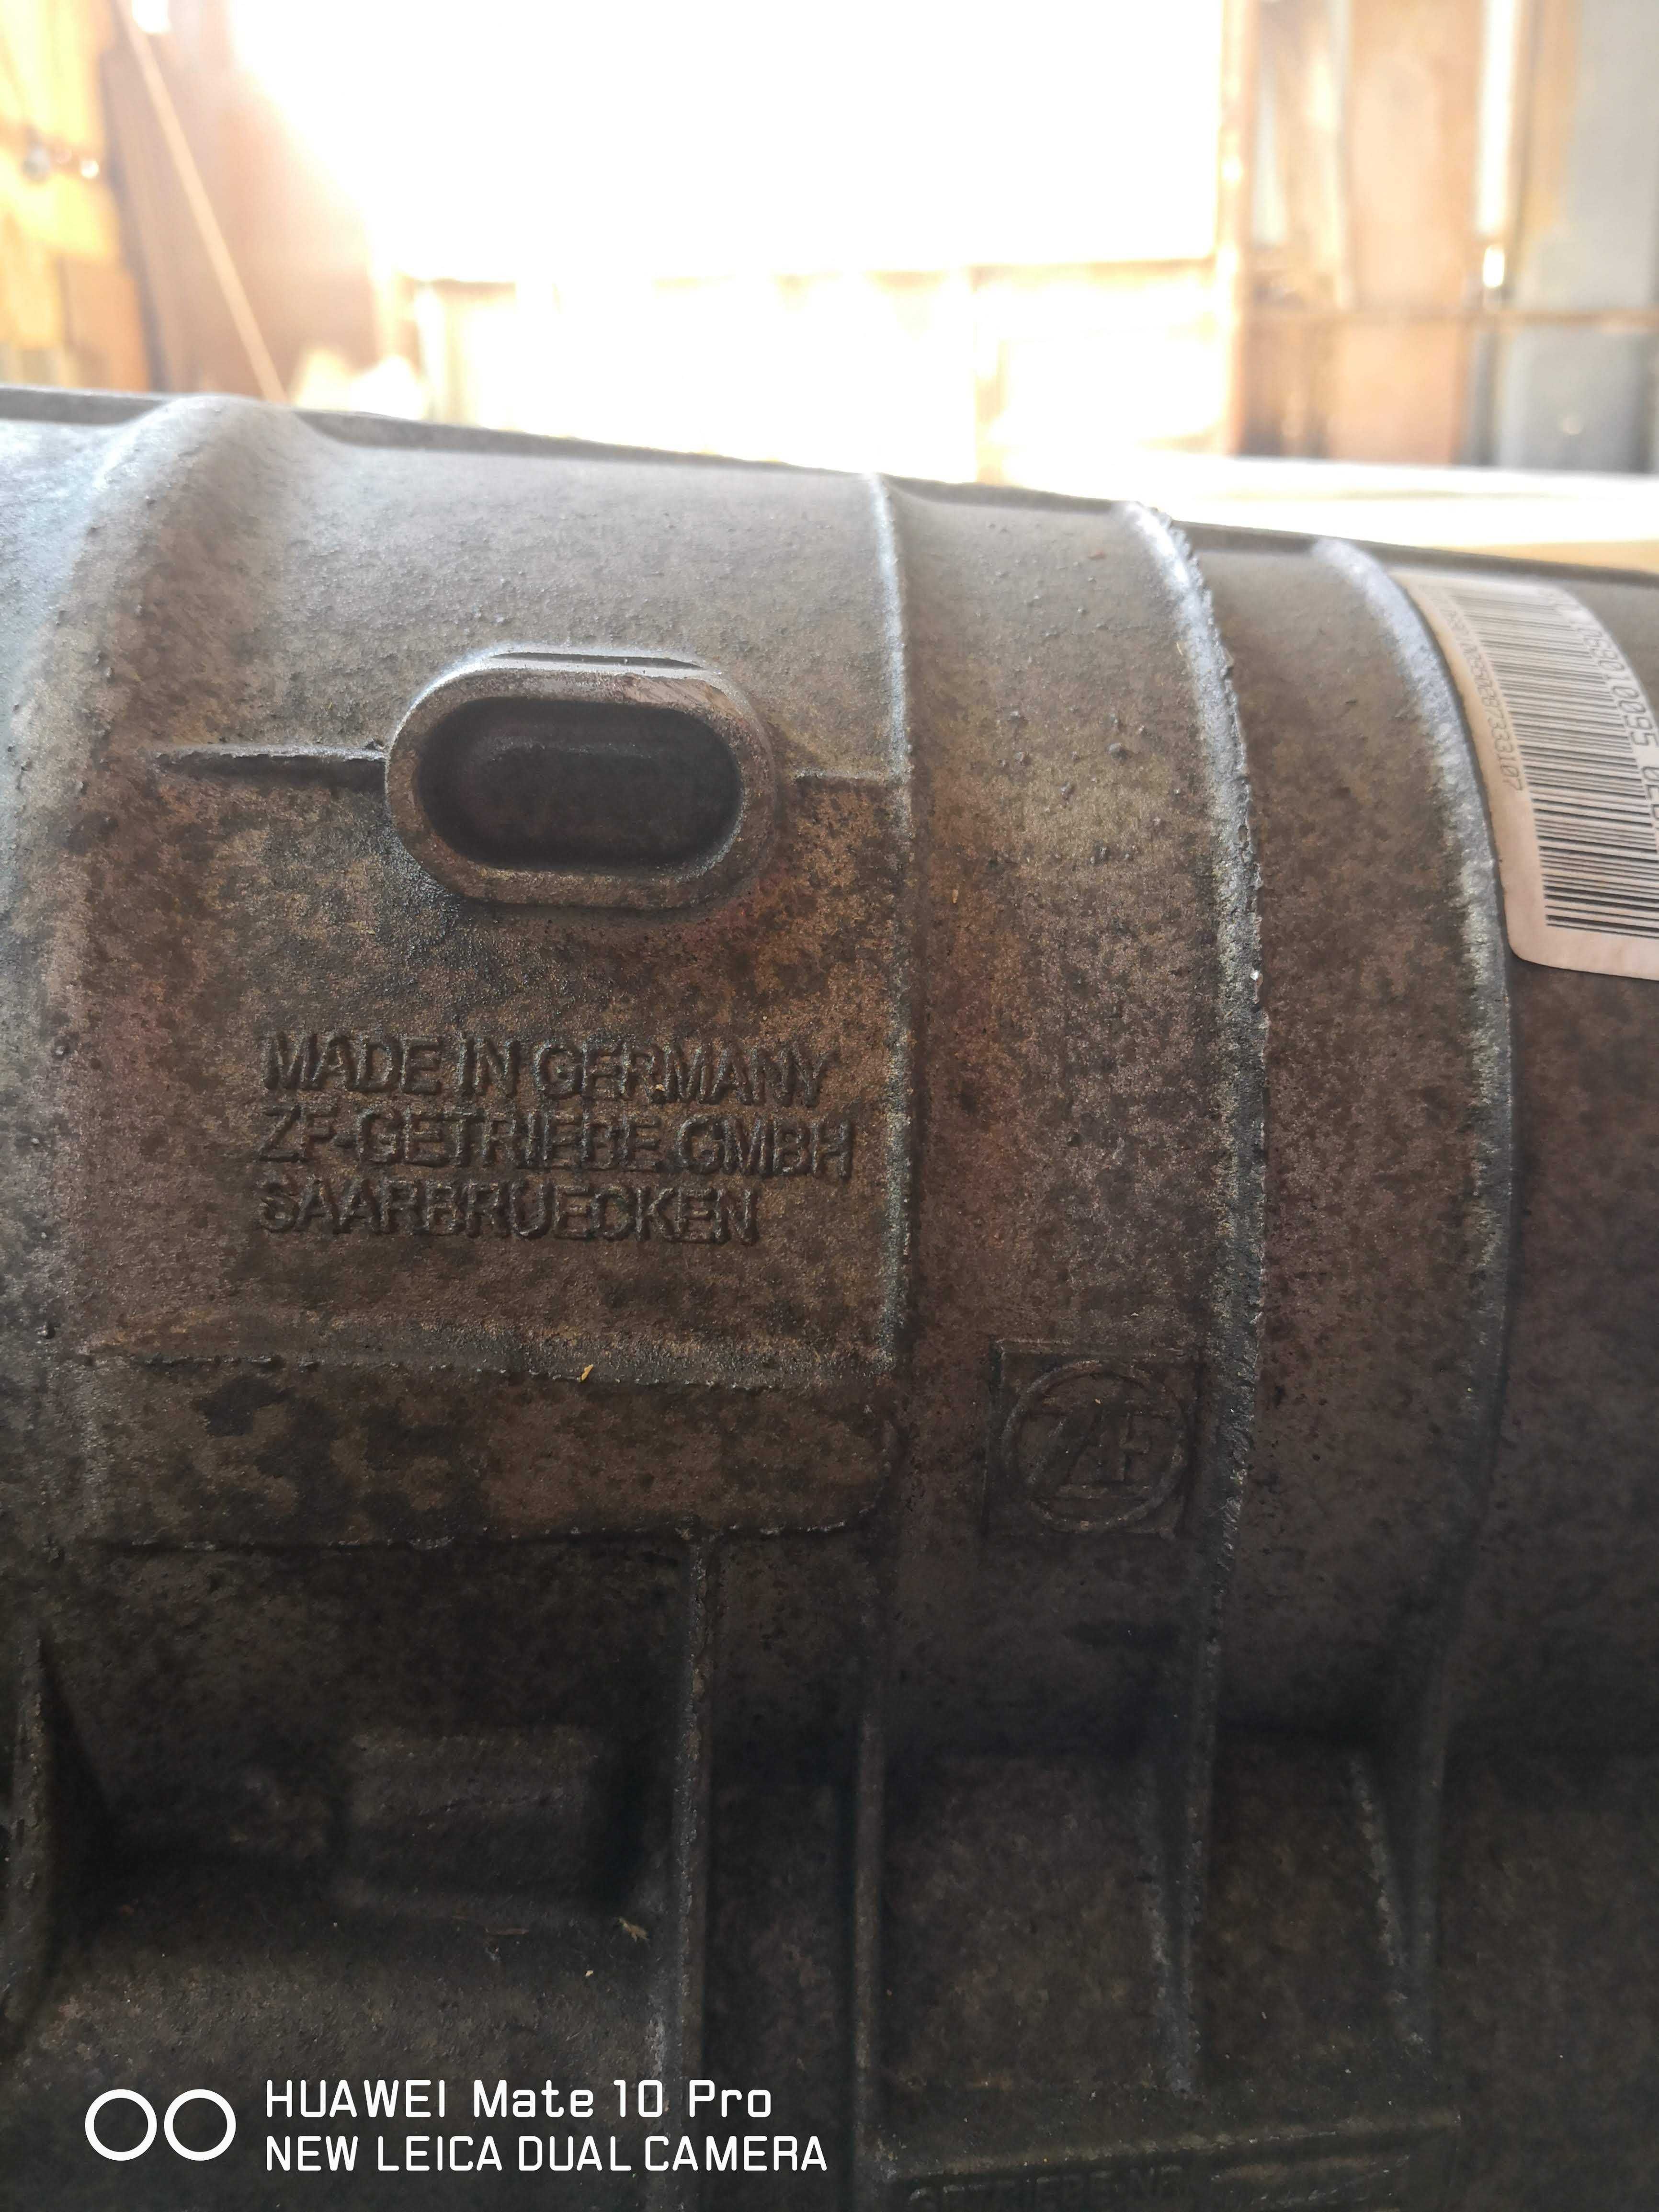 MADE IN GERMANY
ZF-GETRIEBE GMBH
SAARBRUECKEN
ZF
HUAWEI Mate 10 Pro
NEW LEICA DUAL CAMERA